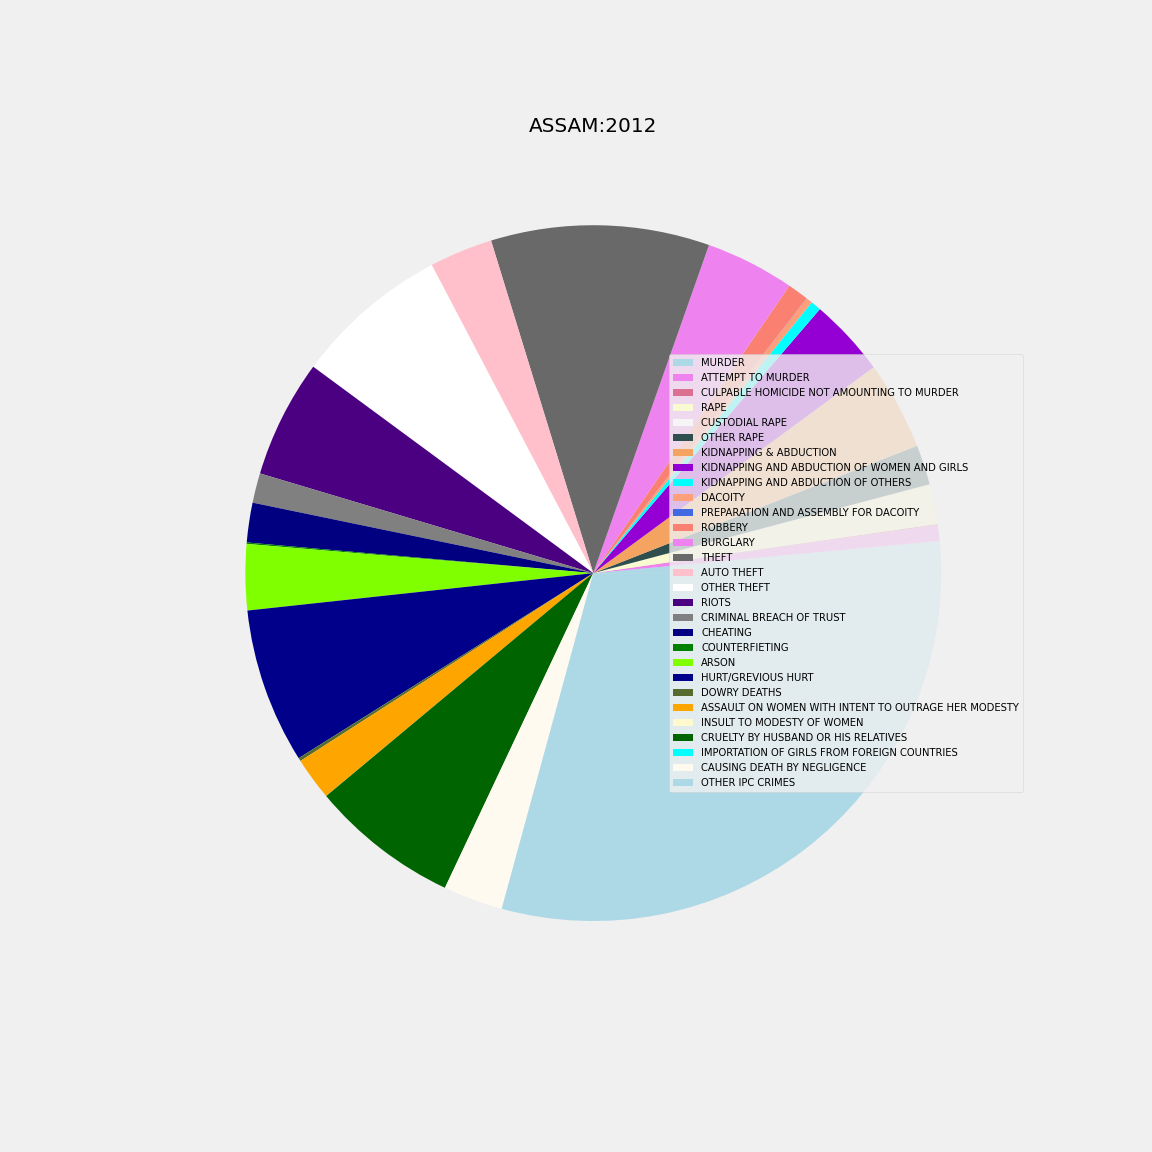 ASSAM:2012
MURDER
ATTEMPT TO MURDER
CULPABLE HOMICIDE NOT AMOUNTING TO MURDER
RAPE
CUSTODIAL RAPE
OTHER RAPE
KIDNAPPING & ABDUCTION
KIDNAPPING AND ABDUCTION OF WOMEN AND GIRLS
KIDNAPPING AND ABDUCTION OF OTHERS
DACOITY
PREPARATION AND ASSEMBLY FOR DACOITY
ROBBERY
BURGLARY
THEFT
AUTO THEFT
OTHER THEFT
RIOTS
CRIMINAL BREACH OF TRUST
CHEATING
COUNTERFIETING
ARSON
HURT/GREVIOUS HURT
DOWRY DEATHS
ASSAULT ON WOMEN WITH INTENT TO OUTRAGE HER MODESTY
INSULT TO MODESTY OF WOMEN
CRUELTY BY HUSBAND OR HIS RELATIVES
IMPORTATION OF GIRLS FROM FOREIGN COUNTRIES
CAUSING DEATH BY NEGLIGENCE
OTHER IPC CRIMES